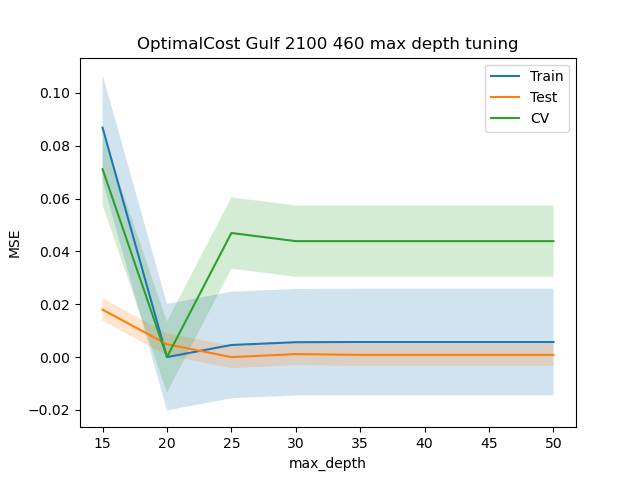 OptimalCost Gulf 2100 460 max depth tuning
Train
Test
CV
0.10
0.08
0.06
0.04
0.02
0.00
−0.02
MSE
15 20 25 30 35 40 45 50
max_depth